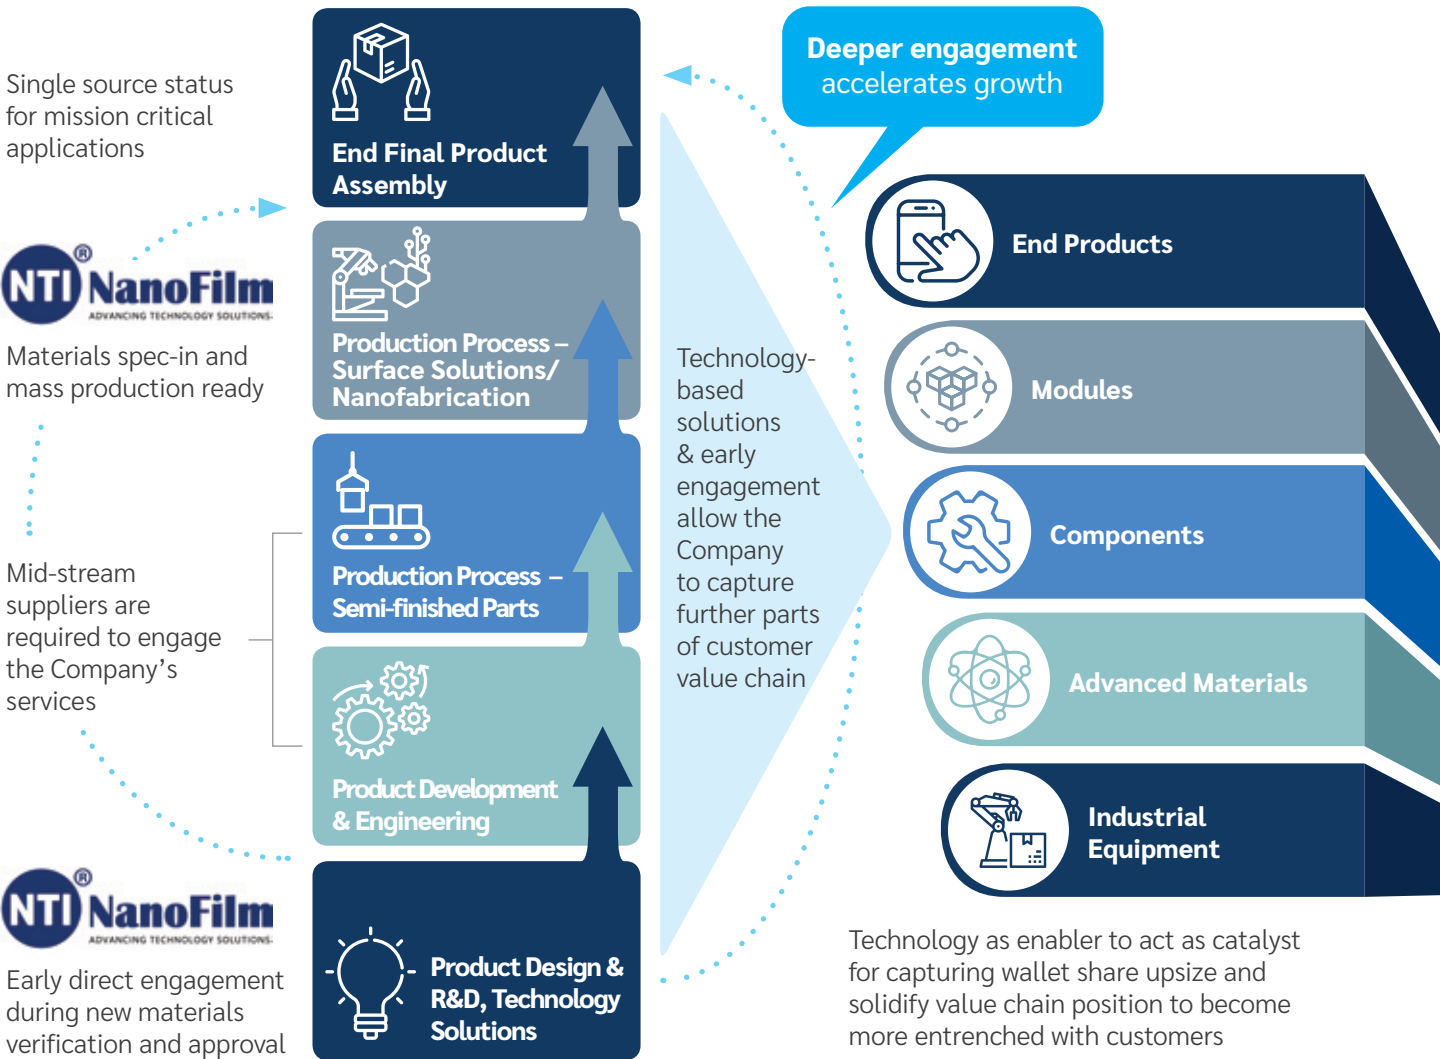 Single source status
for mission critical
applications
NTI®
NanoFilm
ADVANCING TECHNOLOGY SOLUTIONS
Materials spec-in and
mass production ready
Mid-stream
suppliers are
required to engage
the Company's
services
NTI®
NanoFilm
ADVANCING TECHNOLOGY SOLUTIONS
Early direct engagement
during new materials
verification and approval
End Final Product
Assembly
Production Process –
Surface Solutions/
Nanofabrication
Production Process –
Semi-finished Parts
Product Development
& Engineering
Product Design &
R&D, Technology
Solutions
Technology-
based
solutions
& early
engagement
allow the
Company
to capture
further parts
of customer
value chain
Deeper engagement
accelerates growth
End Products
Modules
Components
Advanced Materials
Industrial
Equipment
Technology as enabler to act as catalyst
for capturing wallet share upsize and
solidify value chain position to become
more entrenched with customers